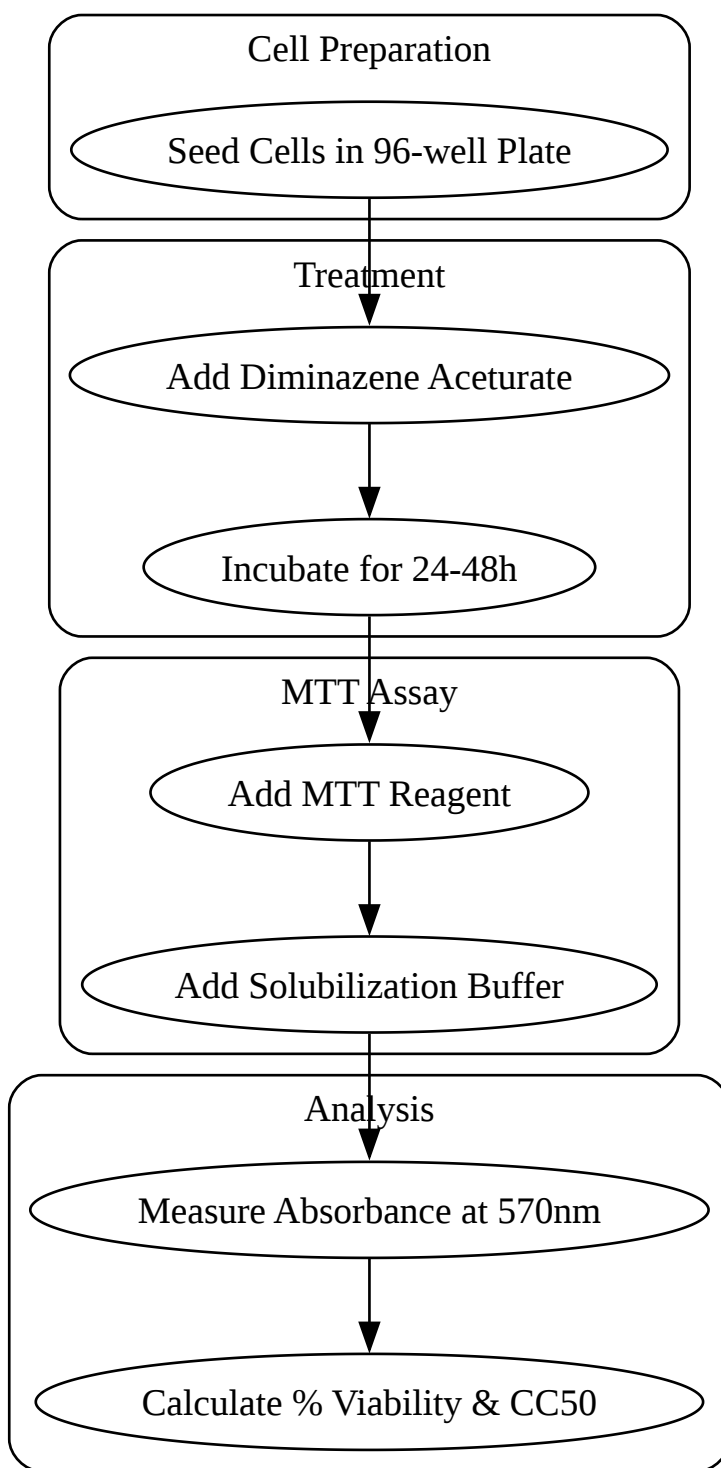 Cell Preparation
Seed Cells in 96-well Plate
Treatment
Add Diminazene Aceturate
Incubate for 24-48h
MTT Assay
Add MTT Reagent
Add Solubilization Buffer
Analysis
Measure Absorbance at 570nm
Calculate % Viability & CC50